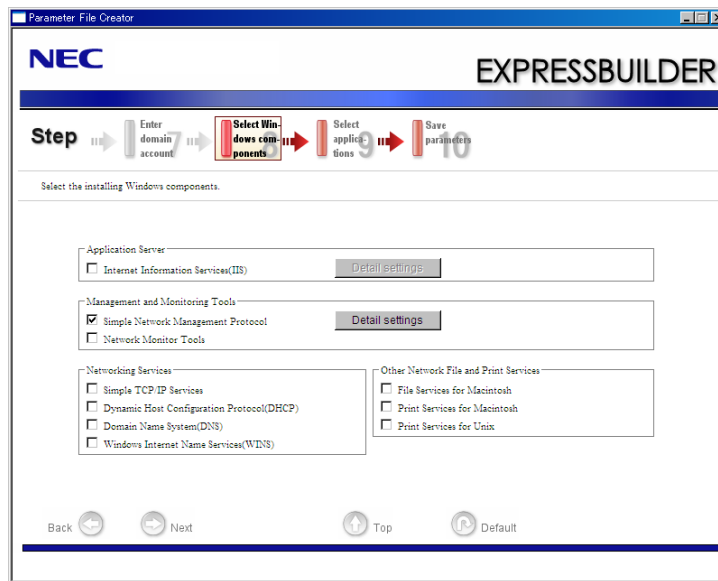 Parameter File Creator
NEC
EXPRESSBUILDER
Step
Enter
domain
account
7
Select Win-
dows com-
ponents
8
Select
applica-
tions
9
Save
parameters
10
Select the installing Windows components.
Application Server
Internet Information Services(IIS)
Detail settings
Management and Monitoring Tools
Simple Network Management Protocol
Detail settings
Network Monitor Tools
Networking Services
Simple TCP/IP Services
Dynamic Host Configuration Protocol(DHCP)
Domain Name System(DNS)
Windows Internet Name Services(WINS)
Other Network File and Print Services
File Services for Macintosh
Print Services for Macintosh
Print Services for Unix
Back
Next
Top
Default